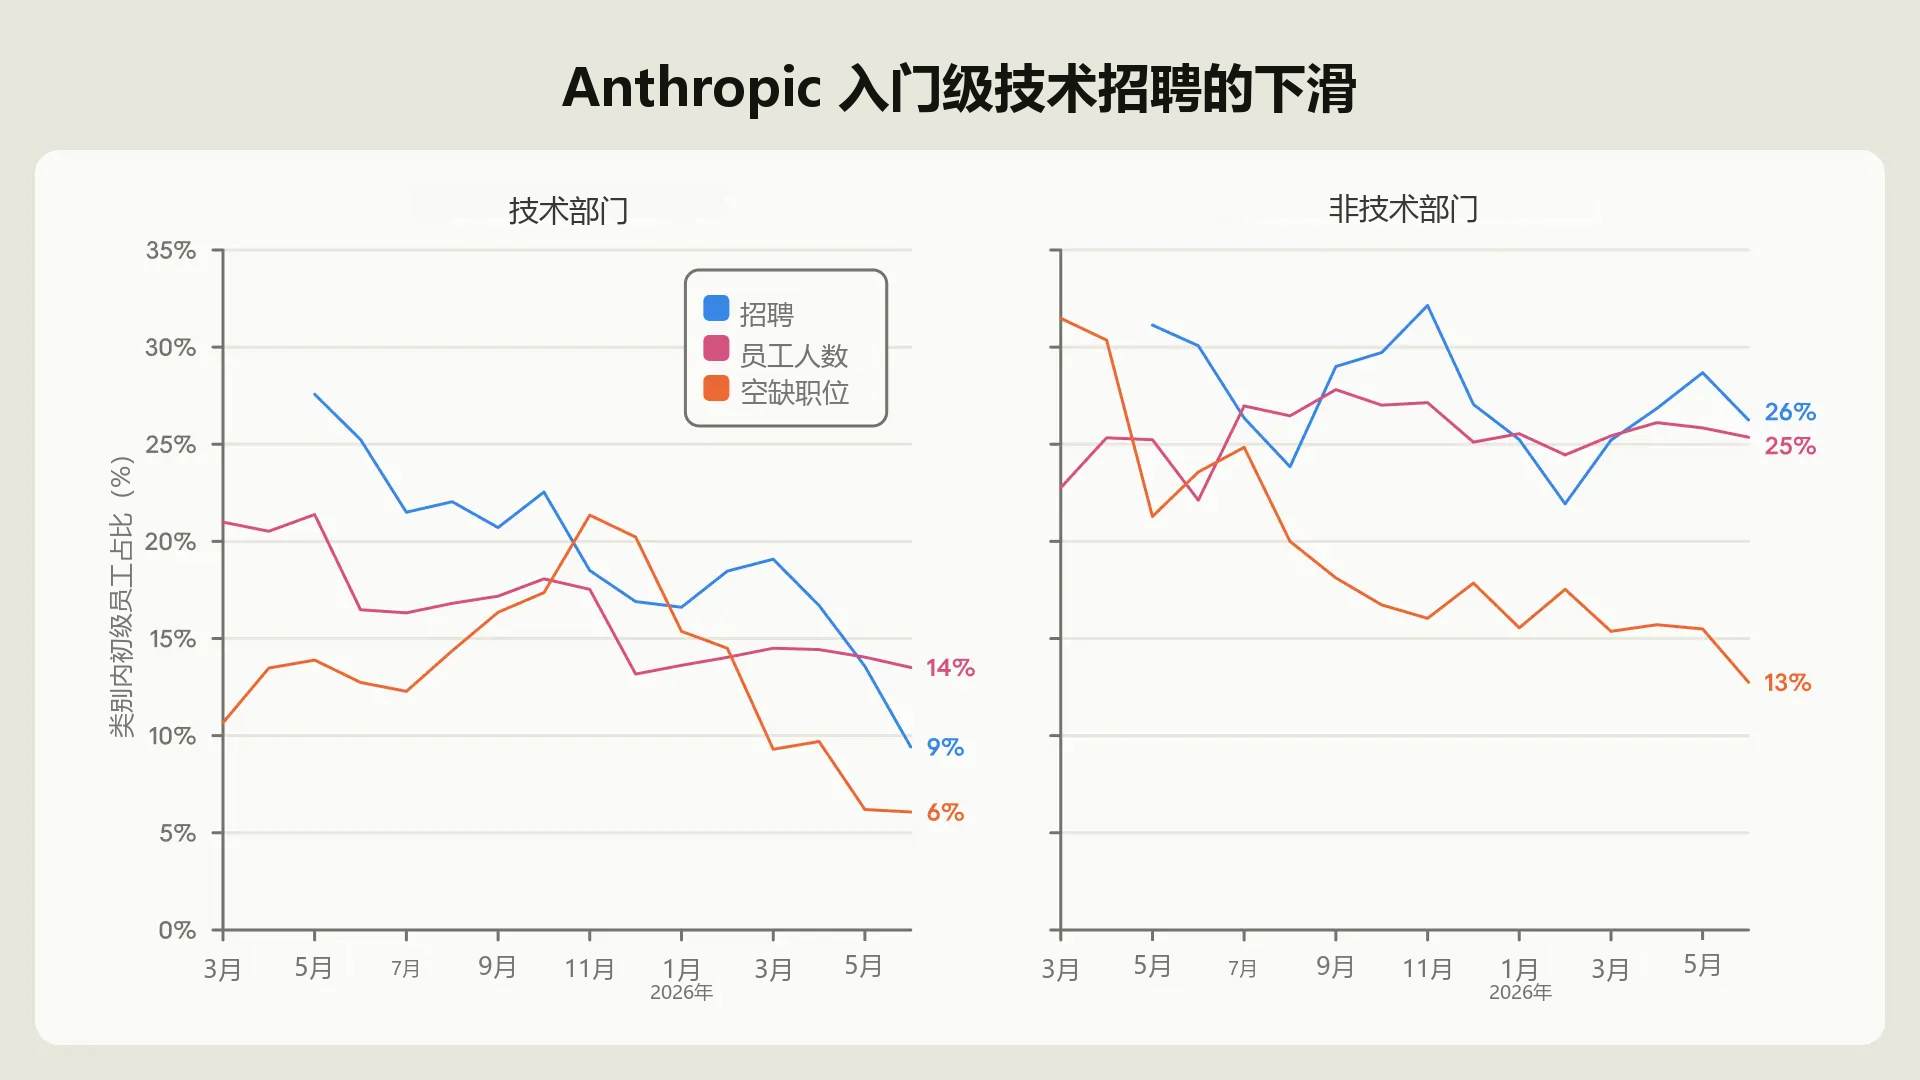 Anthropic 入门级技术招聘的下滑
技术部门
非技术部门
类别内初级员工占比（%）
35%
30%
25%
20%
15%
10%
5%
0%
招聘
员工人数
空缺职位
14%
9%
6%
26%
25%
13%
3月
5月
7月
9月
11月
1月
2026年
3月
5月
3月
5月
7月
9月
11月
1月
2026年
3月
5月